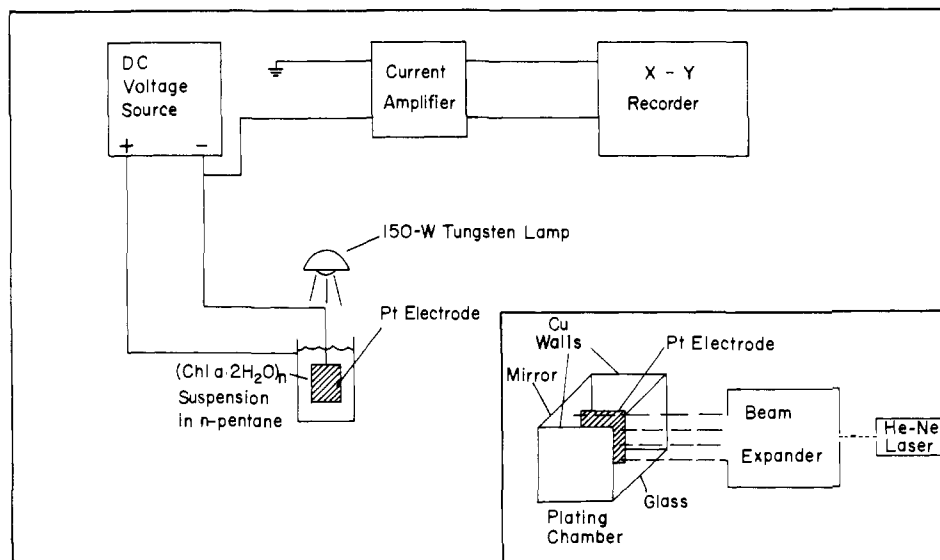 DC
Voltage
Source
+ −
Current
Amplifier
X - Y
Recorder
150-W Tungsten Lamp
Pt Electrode
(Chl a·2H₂O)n
Suspension
in n-pentane
Cu
Walls
Pt Electrode
Mirror
Beam
Expander
He-Ne
Laser
Glass
Plating
Chamber